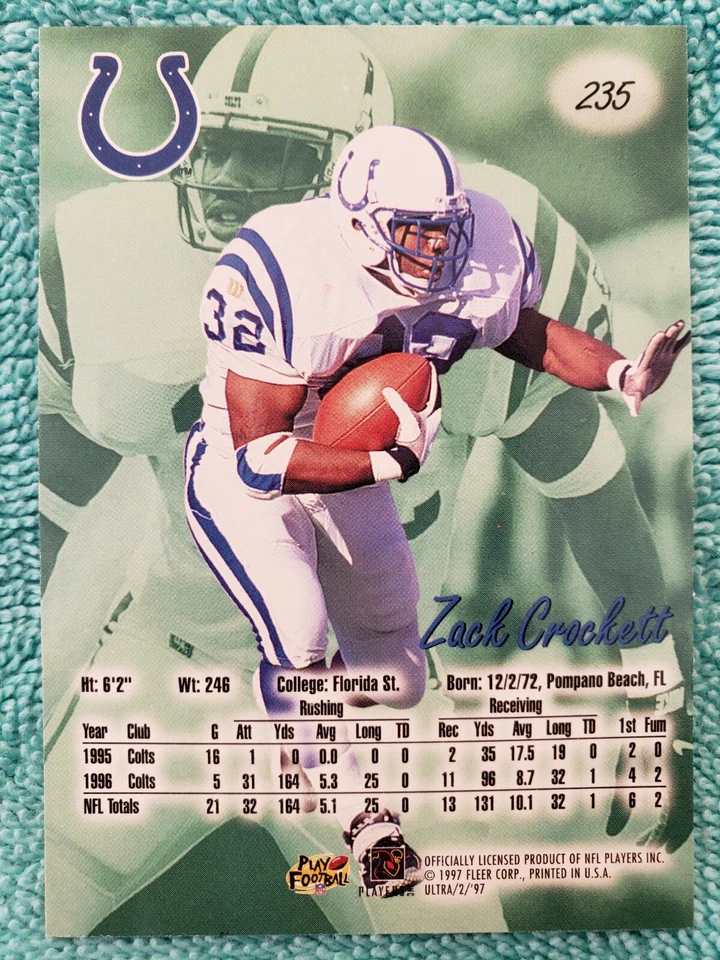 235
COLTS
32
32
Zack Crockett
Ht: 6'2" Wt: 246 College: Florida St. Born: 12/2/72, Pompano Beach, FL
Rushing Receiving
Year Club G Att Yds Avg Long TD Rec Yds Avg Long TD 1st Fum
1995 Colts 16 1 0 0.0 0 0 2 35 17.5 19 0 2 0
1996 Colts 5 31 164 5.3 25 0 11 96 8.7 32 1 4 2
NFL Totals 21 32 164 5.1 25 0 13 131 10.1 32 1 6 2
PLAY FOOTBALL
PLAYERS
OFFICIALLY LICENSED PRODUCT OF NFL PLAYERS INC.
© 1997 FLEER CORP., PRINTED IN U.S.A.
ULTRA/2/'97